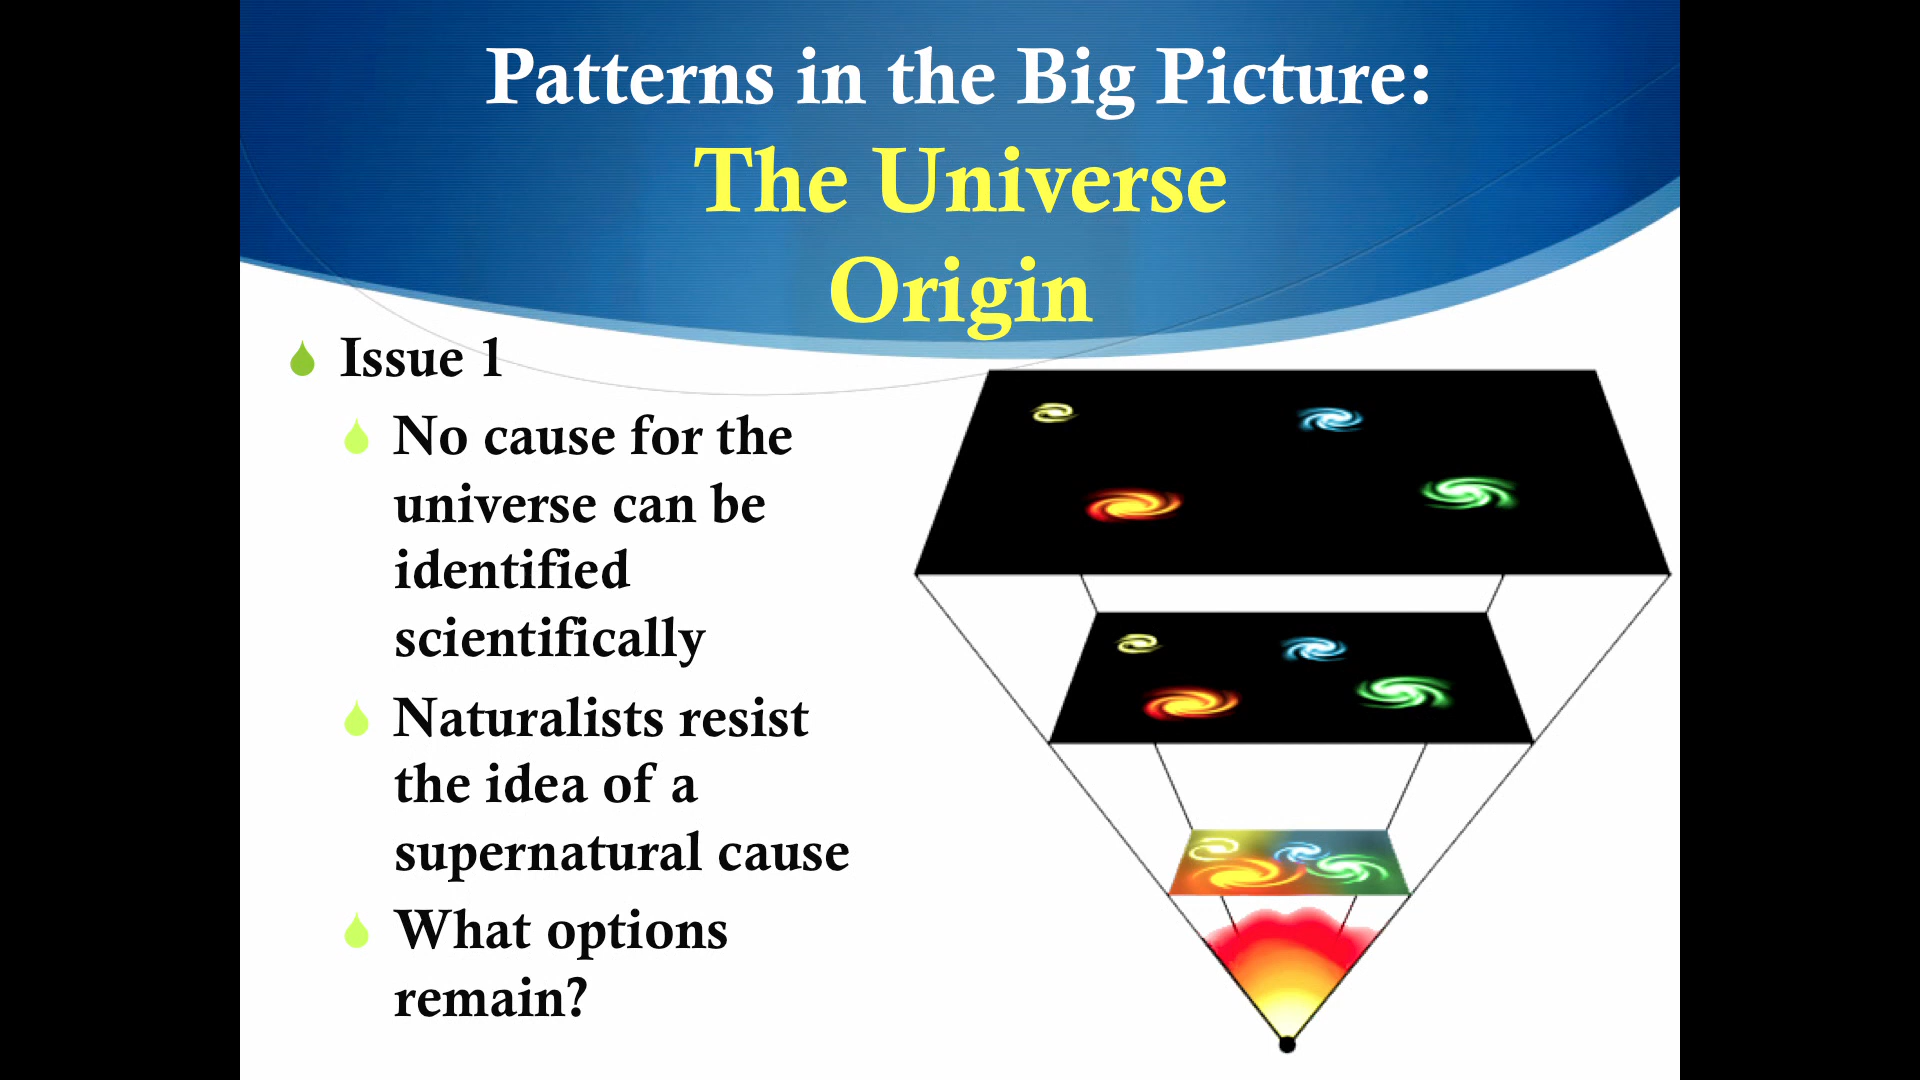 Patterns in the Big Picture:
The Universe
Origin
Issue 1
No cause for the
universe can be
identified
scientifically
Naturalists resist
the idea of a
supernatural cause
What options
remain?